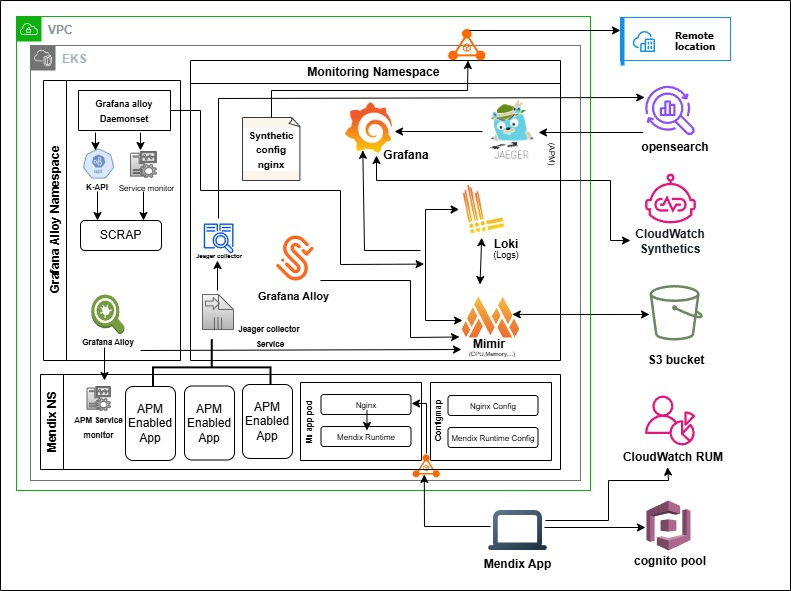 VPC
EKS
Remote
location
Monitoring Namespace
Grafana Alloy Namespace
Grafana alloy
Daemonset
K-API
api
Service monitor
SCRAP
Synthetic
config
nginx
Grafana
JAEGER
(APM)
opensearch
CloudWatch
Synthetics
Loki
(Logs)
Jeager collector
Grafana Alloy
Jeager collector
Service
Grafana Alloy
Mimir
(CPU,Memory....)
S3 bucket
Mendix NS
APM Service
monitor
APM
Enabled
App
APM
Enabled
App
APM
Enabled
App
Mx app pod
Nginx
Mendix Runtime
Configmap
Nginx Config
Mendix Runtime Config
CloudWatch RUM
Mendix App
cognito pool